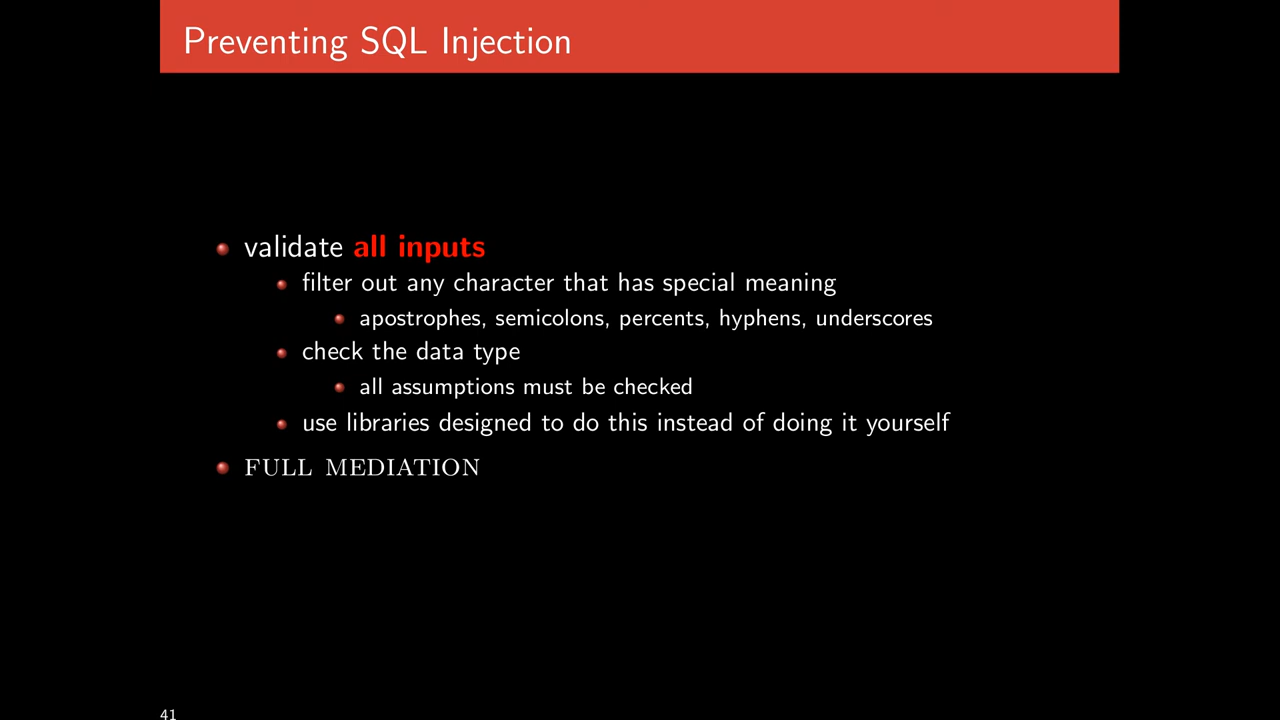 Preventing SQL Injection
validate all inputs
filter out any character that has special meaning
apostrophes, semicolons, percents, hyphens, underscores
check the data type
all assumptions must be checked
use libraries designed to do this instead of doing it yourself
FULL MEDIATION
41